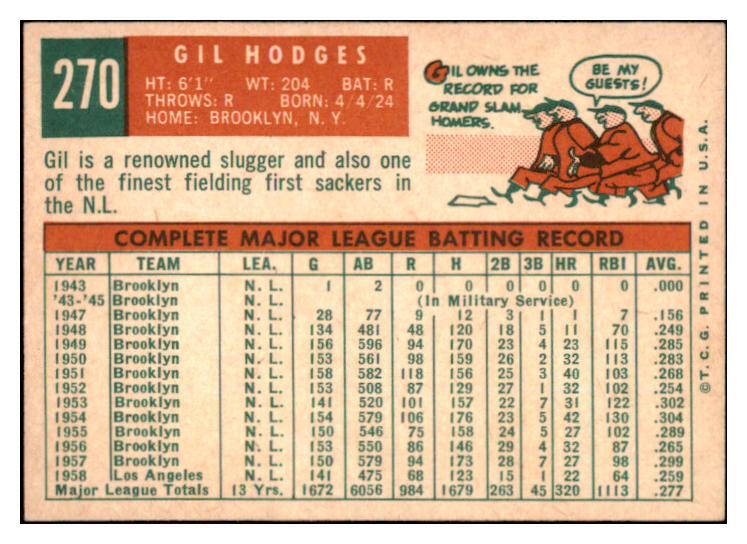 270
GIL HODGES
HT: 6'1" WT: 204 BAT: R
THROWS: R BORN: 4/4/24
HOME: BROOKLYN, N. Y.
GIL OWNS THE
RECORD FOR
GRAND SLAM
HOMERS.
BE MY
GUESTS!
Gil is a renowned slugger and also one
of the finest fielding first sackers in
the N.L.
COMPLETE MAJOR LEAGUE BATTING RECORD
YEAR TEAM LEA. G AB R H 2B 3B HR RBI AVG.
1943 Brooklyn N. L. 1 2 0 0 0 0 0 0 .000
'43-'45 Brooklyn N. L. (In Military Service)
1947 Brooklyn N. L. 28 77 9 12 3 1 1 7 .156
1948 Brooklyn N. L. 134 481 48 120 18 5 11 70 .249
1949 Brooklyn N. L. 156 596 94 170 23 4 23 115 .285
1950 Brooklyn N. L. 153 561 98 159 26 2 32 113 .283
1951 Brooklyn N. L. 158 582 118 156 25 3 40 103 .268
1952 Brooklyn N. L. 153 508 87 129 27 1 32 102 .254
1953 Brooklyn N. L. 141 520 101 157 22 7 31 122 .302
1954 Brooklyn N. L. 154 579 106 176 23 5 42 130 .304
1955 Brooklyn N. L. 150 546 75 158 24 5 27 102 .289
1956 Brooklyn N. L. 153 550 86 146 29 4 32 87 .265
1957 Brooklyn N. L. 150 579 94 173 28 7 27 98 .299
1958 Los Angeles N. L. 141 475 68 123 15 1 22 64 .259
Major League Totals 13 Yrs. 1672 6056 984 1679 263 45 320 1113 .277
© T. C. G. PRINTED IN U.S.A.